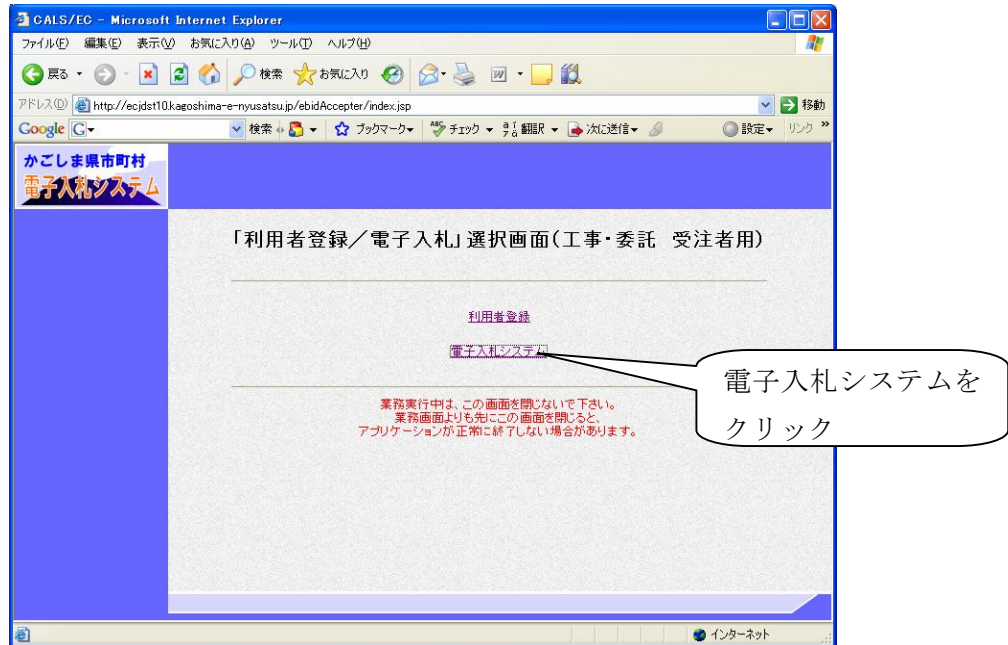 CALS/EC - Microsoft Internet Explorer
ファイル(F) 編集(E) 表示(V) お気に入り(A) ツール(T) ヘルプ(H)
戻る 検索 お気に入り
アドレス(D) http://ecjdst10.kagoshima-e-nyusatsu.jp/ebidAccepter/index.jsp 移動
Google G 検索 ブックマーク ABC チェック 翻訳 次に送信 設定 リンク »
かごしま県市町村
電子入札システム
「利用者登録/電子入札」選択画面(工事・委託 受注者用)
利用者登録
電子入札システム
電子入札システムを
クリック
業務実行中は、この画面を閉じないで下さい。
業務画面よりも先にこの画面を閉じると、
アプリケーションが正常に終了しない場合があります。
インターネット